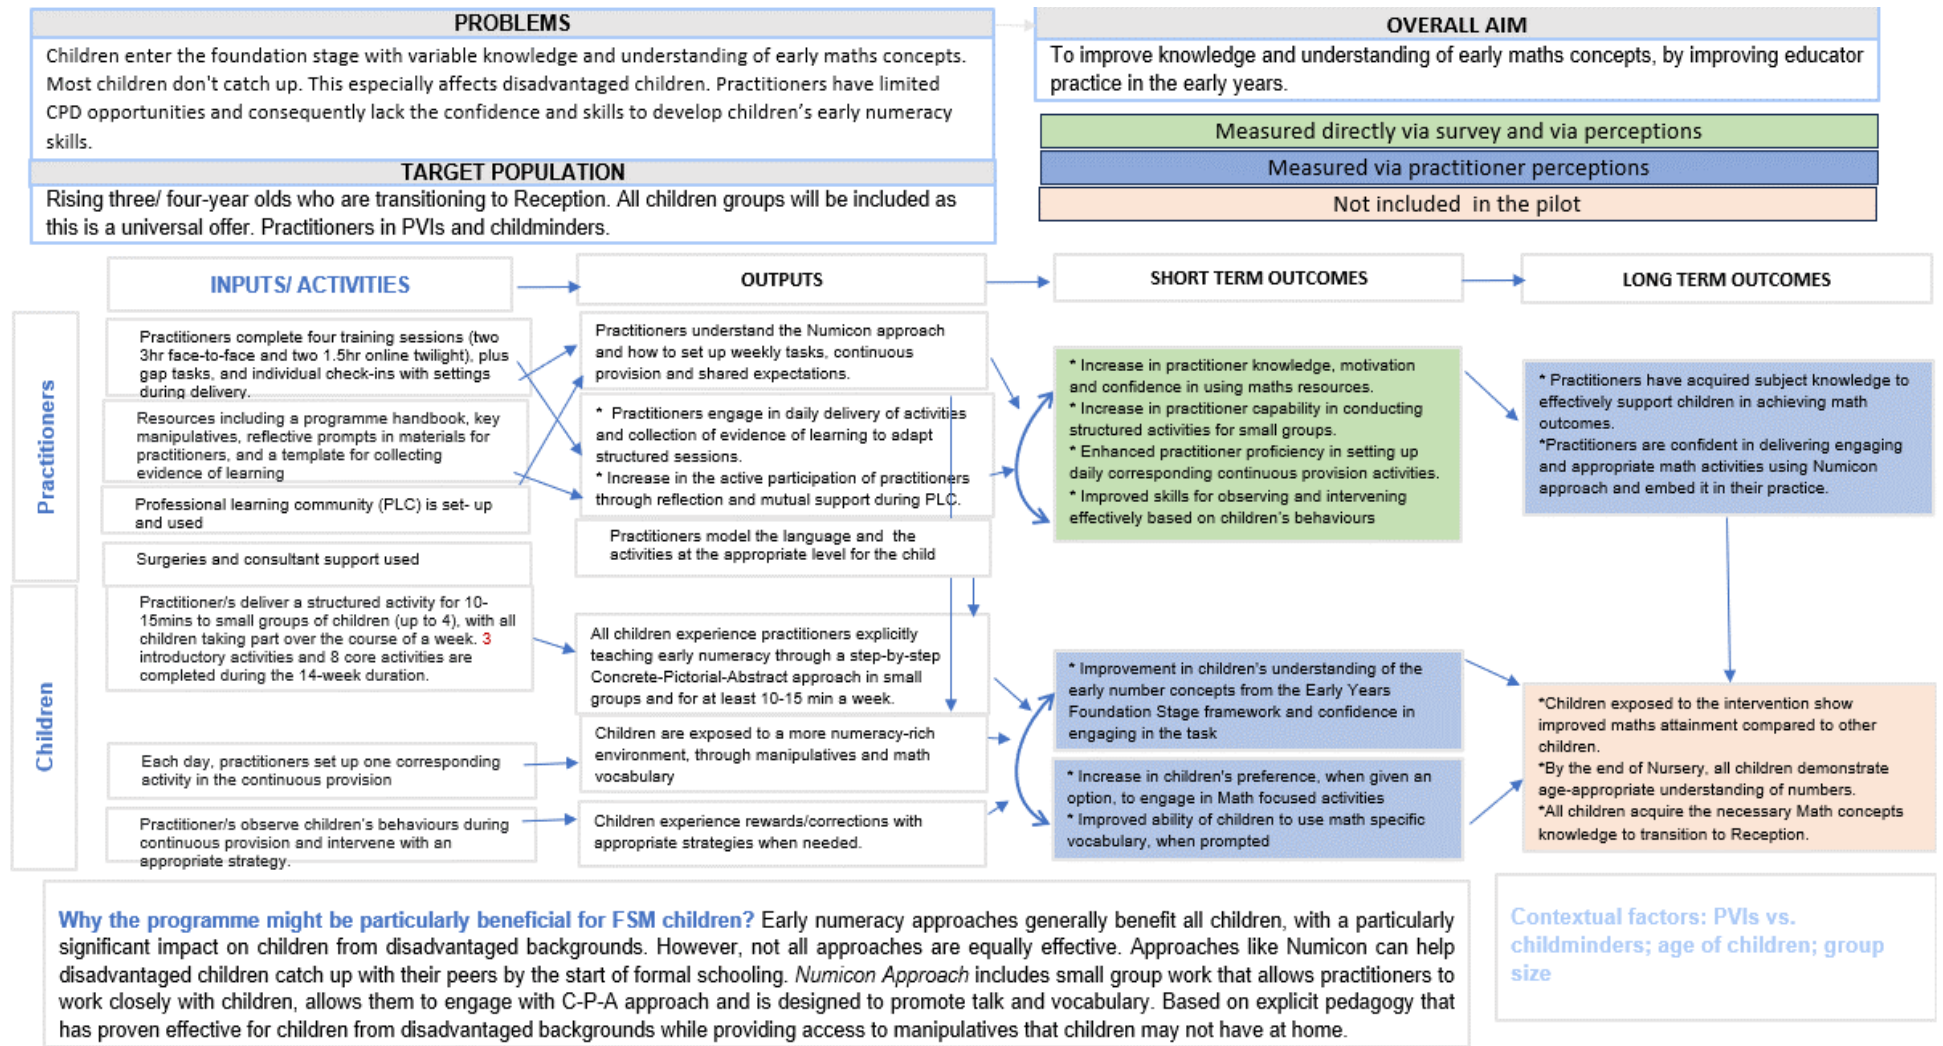 PROBLEMS
Children enter the foundation stage with variable knowledge and understanding of early maths concepts.
Most children don't catch up. This especially affects disadvantaged children. Practitioners have limited
CPD opportunities and consequently lack the confidence and skills to develop children's early numeracy
skills.
TARGET POPULATION
Rising three/ four-year olds who are transitioning to Reception. All children groups will be included as
this is a universal offer. Practitioners in PVIs and childminders.
OVERALL AIM
To improve knowledge and understanding of early maths concepts, by improving educator
practice in the early years.
Measured directly via survey and via perceptions
Measured via practitioner perceptions
Not included in the pilot
INPUTS/ ACTIVITIES
OUTPUTS
SHORT TERM OUTCOMES
LONG TERM OUTCOMES
Practitioners
Practitioners complete four training sessions (two
3hr face-to-face and two 1.5hr online twilight), plus
gap tasks, and individual check-ins with settings
during delivery.
Resources including a programme handbook, key
manipulatives, reflective prompts in materials for
practitioners, and a template for collecting
evidence of learning
Professional learning community (PLC) is set- up
and used
Surgeries and consultant support used
Practitioners understand the Numicon approach
and how to set up weekly tasks, continuous
provision and shared expectations.
* Practitioners engage in daily delivery of activities
and collection of evidence of learning to adapt
structured sessions.
* Increase in the active participation of practitioners
through reflection and mutual support during PLC.
Practitioners model the language and the
activities at the appropriate level for the child
* Increase in practitioner knowledge, motivation
and confidence in using maths resources.
* Increase in practitioner capability in conducting
structured activities for small groups.
* Enhanced practitioner proficiency in setting up
daily corresponding continuous provision activities.
* Improved skills for observing and intervening
effectively based on children's behaviours
* Practitioners have acquired subject knowledge to
effectively support children in achieving math
outcomes.
*Practitioners are confident in delivering engaging
and appropriate math activities using Numicon
approach and embed it in their practice.
Children
Practitioner/s deliver a structured activity for 10-
15mins to small groups of children (up to 4), with all
children taking part over the course of a week. 3
introductory activities and 8 core activities are
completed during the 14-week duration.
Each day, practitioners set up one corresponding
activity in the continuous provision
Practitioner/s observe children's behaviours during
continuous provision and intervene with an
appropriate strategy.
All children experience practitioners explicitly
teaching early numeracy through a step-by-step
Concrete-Pictorial-Abstract approach in small
groups and for at least 10-15 min a week.
Children are exposed to a more numeracy-rich
environment, through manipulatives and math
vocabulary
Children experience rewards/corrections with
appropriate strategies when needed.
* Improvement in children's understanding of the
early number concepts from the Early Years
Foundation Stage framework and confidence in
engaging in the task
* Increase in children's preference, when given an
option, to engage in Math focused activities
* Improved ability of children to use math specific
vocabulary, when prompted
*Children exposed to the intervention show
improved maths attainment compared to other
children.
*By the end of Nursery, all children demonstrate
age-appropriate understanding of numbers.
*All children acquire the necessary Math concepts
knowledge to transition to Reception.
Why the programme might be particularly beneficial for FSM children? Early numeracy approaches generally benefit all children, with a particularly
significant impact on children from disadvantaged backgrounds. However, not all approaches are equally effective. Approaches like Numicon can help
disadvantaged children catch up with their peers by the start of formal schooling. Numicon Approach includes small group work that allows practitioners to
work closely with children, allows them to engage with C-P-A approach and is designed to promote talk and vocabulary. Based on explicit pedagogy that
has proven effective for children from disadvantaged backgrounds while providing access to manipulatives that children may not have at home.
Contextual factors: PVIs vs.
childminders; age of children; group
size